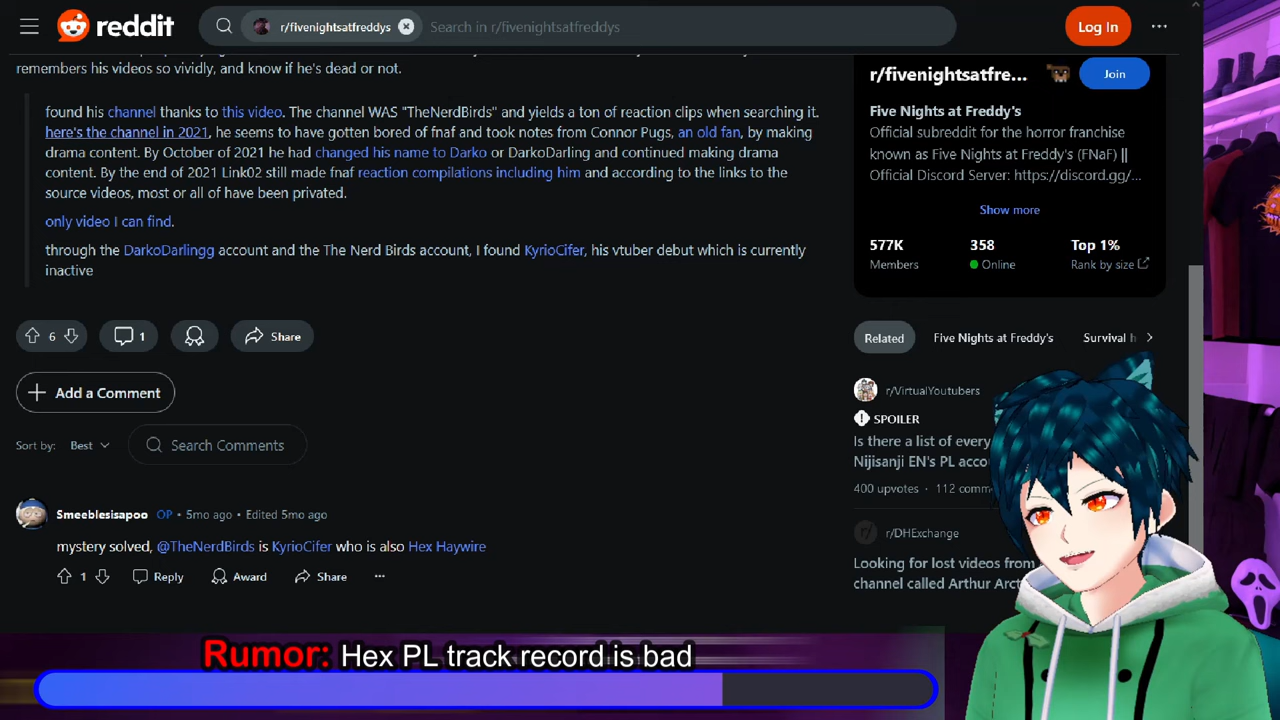 reddit
r/fivenightsatfreddys
Search in r/fivenightsatfreddys
Log In
remembers his videos so vividly, and know if he's dead or not.
found his channel thanks to this video. The channel WAS "TheNerdBirds" and yields a ton of reaction clips when searching it.
here's the channel in 2021, he seems to have gotten bored of fnaf and took notes from Connor Pugs, an old fan, by making
drama content. By October of 2021 he had changed his name to Darko or DarkoDarling and continued making drama
content. By the end of 2021 Link02 still made fnaf reaction compilations including him and according to the links to the
source videos, most or all of have been privated.
only video I can find.
through the DarkoDarlingg account and the The Nerd Birds account, I found KyrioCifer, his vtuber debut which is currently
inactive
6
1
Share
Add a Comment
Sort by: Best
Search Comments
Smeeblesisapoo OP • 5mo ago • Edited 5mo ago
mystery solved, @TheNerdBirds is KyrioCifer who is also Hex Haywire
1
Reply
Award
Share
r/fivenightsatfre...
Join
Five Nights at Freddy's
Official subreddit for the horror franchise
known as Five Nights at Freddy's (FNaF) ||
Official Discord Server: https://discord.gg/...
Show more
577K 358 Top 1%
Members Online Rank by size
Related Five Nights at Freddy's Survival
r/VirtualYoutubers
SPOILER
Is there a list of every
Nijisanji EN's PL acco
400 upvotes • 112 comm
r/DHExchange
Looking for lost videos from
channel called Arthur Arct
Rumor: Hex PL track record is bad